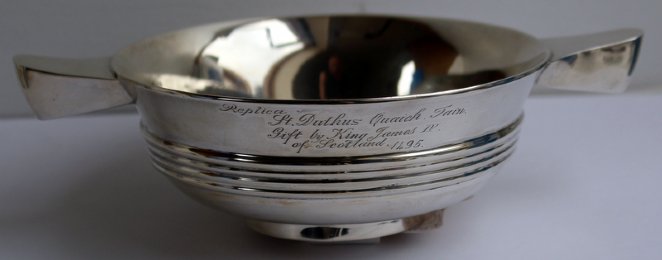 Replica
St. Duthus Quaich Tain.
Gift by King James IV.
of Scotland. 1495.